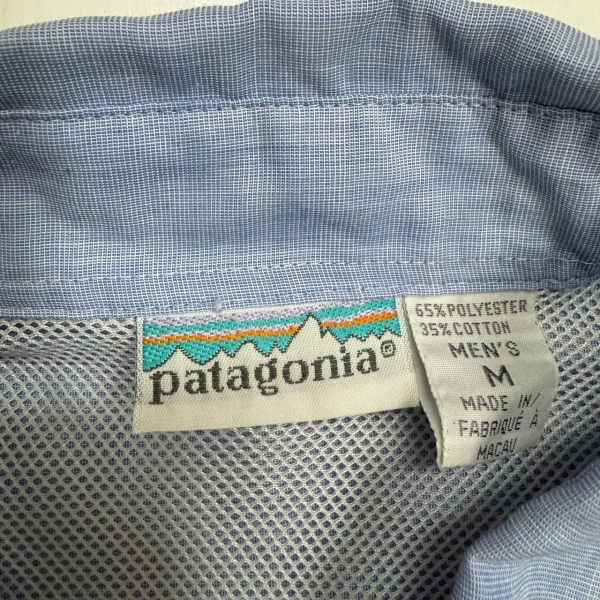 patagonia®
65% POLYESTER
35% COTTON
MEN'S
M
MADE IN/
FABRIQUÉ À
MACAU